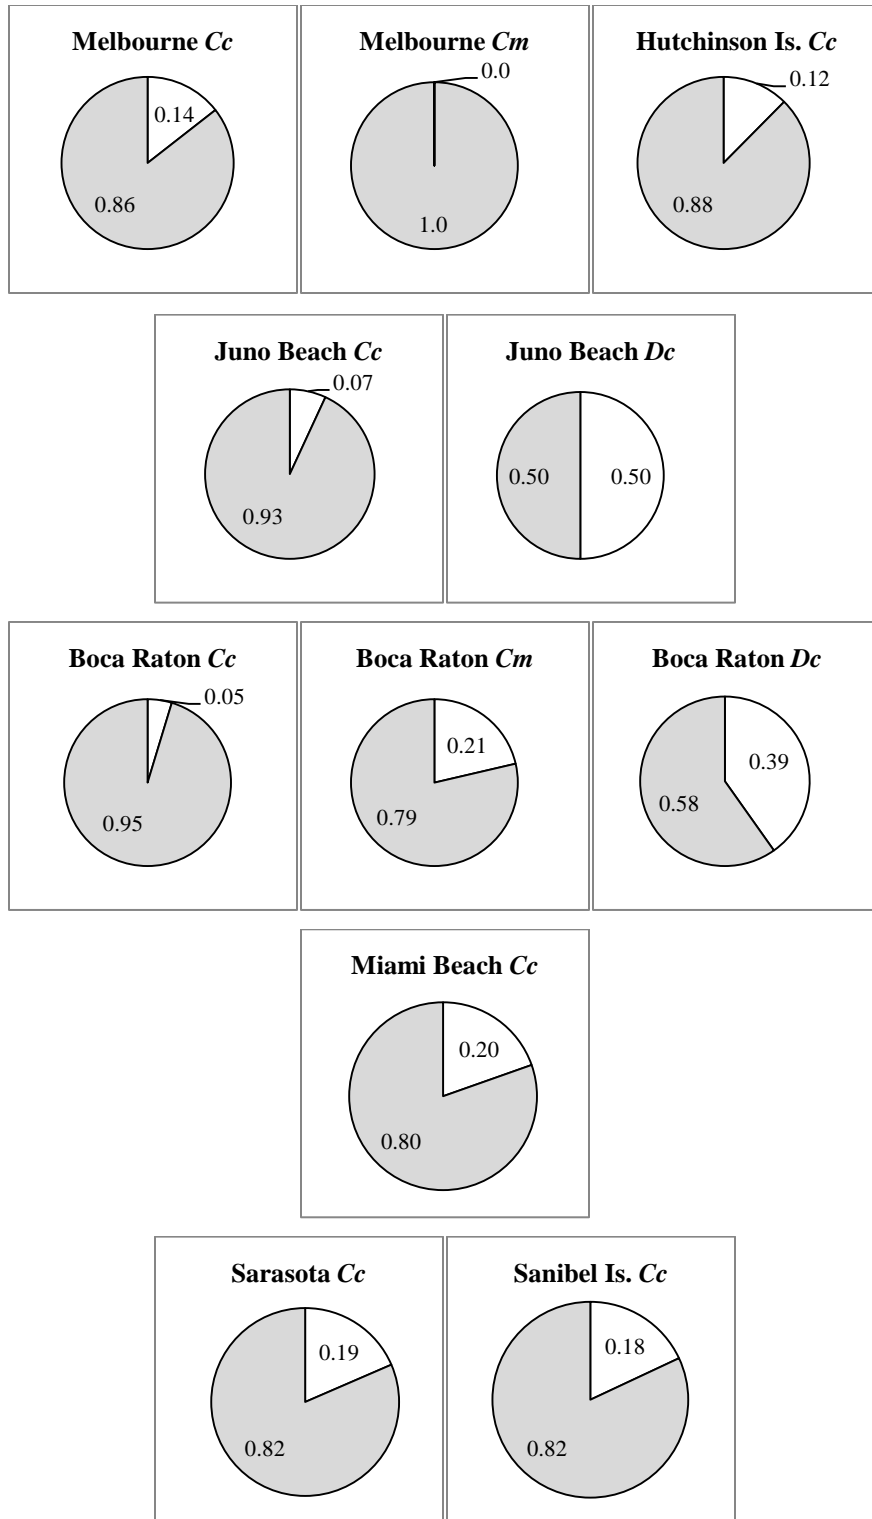 Melbourne Cc
0.14
0.86
Melbourne Cm
0.0
1.0
Hutchinson Is. Cc
0.12
0.88
Juno Beach Cc
0.07
0.93
Juno Beach Dc
0.50
0.50
Boca Raton Cc
0.05
0.95
Boca Raton Cm
0.21
0.79
Boca Raton Dc
0.39
0.58
Miami Beach Cc
0.20
0.80
Sarasota Cc
0.19
0.82
Sanibel Is. Cc
0.18
0.82